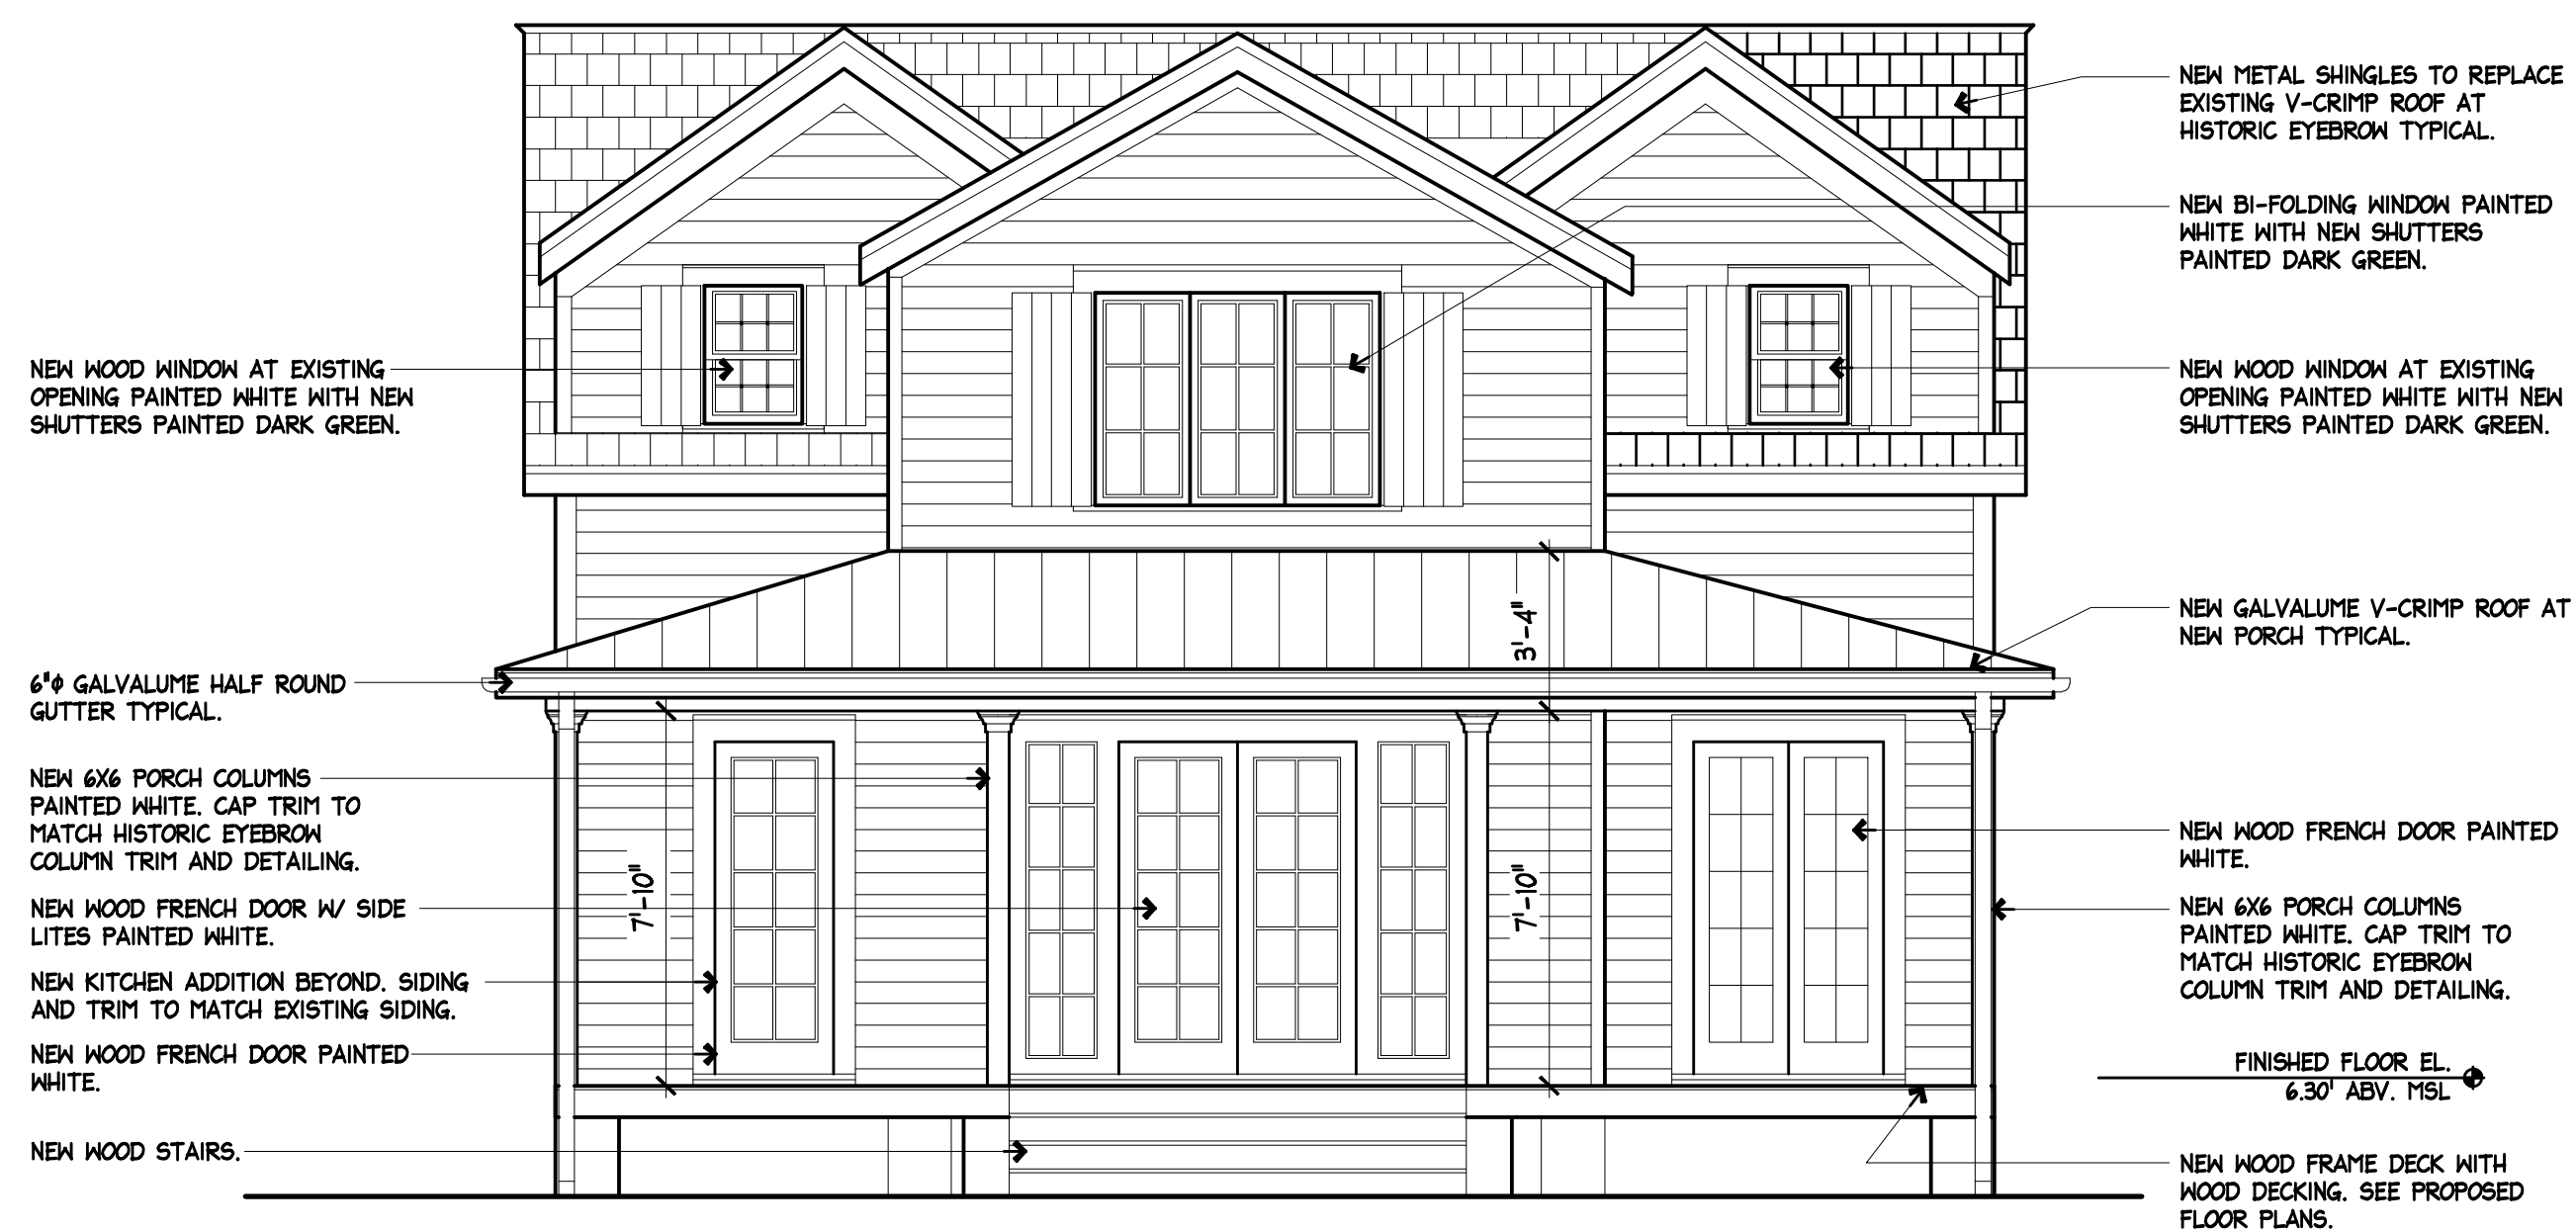 NEW WOOD WINDOW AT EXISTING
OPENING PAINTED WHITE WITH NEW
SHUTTERS PAINTED DARK GREEN.
6"φ GALVALUME HALF ROUND
GUTTER TYPICAL.
NEW 6X6 PORCH COLUMNS
PAINTED WHITE. CAP TRIM TO
MATCH HISTORIC EYEBROW
COLUMN TRIM AND DETAILING.
NEW WOOD FRENCH DOOR W/ SIDE
LITES PAINTED WHITE.
NEW KITCHEN ADDITION BEYOND. SIDING
AND TRIM TO MATCH EXISTING SIDING.
NEW WOOD FRENCH DOOR PAINTED
WHITE.
NEW WOOD STAIRS.
7'-10"
3'-4"
7'-10"
NEW METAL SHINGLES TO REPLACE
EXISTING V-CRIMP ROOF AT
HISTORIC EYEBROW TYPICAL.
NEW BI-FOLDING WINDOW PAINTED
WHITE WITH NEW SHUTTERS
PAINTED DARK GREEN.
NEW WOOD WINDOW AT EXISTING
OPENING PAINTED WHITE WITH NEW
SHUTTERS PAINTED DARK GREEN.
NEW GALVALUME V-CRIMP ROOF AT
NEW PORCH TYPICAL.
NEW WOOD FRENCH DOOR PAINTED
WHITE.
NEW 6X6 PORCH COLUMNS
PAINTED WHITE. CAP TRIM TO
MATCH HISTORIC EYEBROW
COLUMN TRIM AND DETAILING.
FINISHED FLOOR EL.
6.30' ABV. MSL
NEW WOOD FRAME DECK WITH
WOOD DECKING. SEE PROPOSED
FLOOR PLANS.